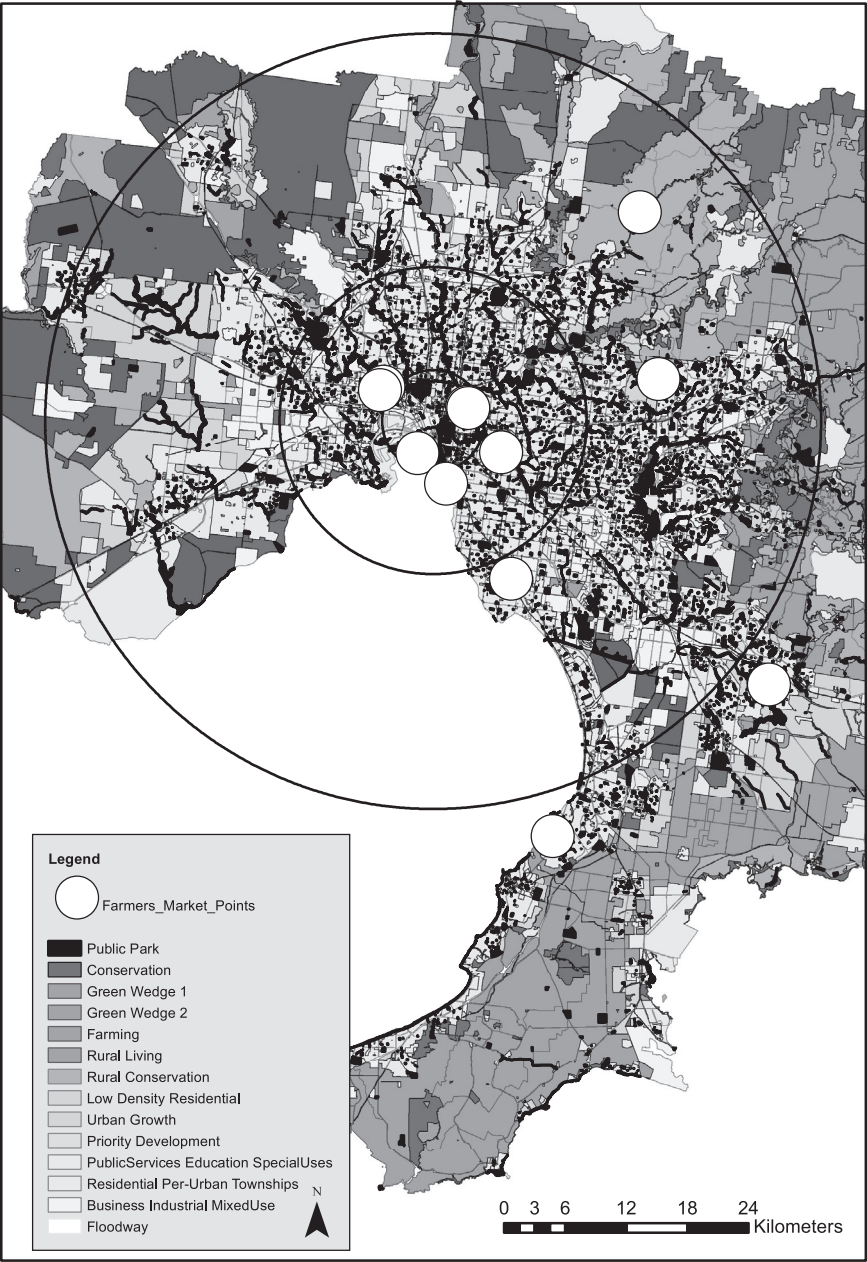 Legend
Farmers_Market_Points
Public Park
Conservation
Green Wedge 1
Green Wedge 2
Farming
Rural Living
Rural Conservation
Low Density Residential
Urban Growth
Priority Development
PublicServices Education SpecialUses
Residential Per-Urban Townships
Business Industrial MixedUse
Floodway
N
0 3 6 12 18 24
Kilometers